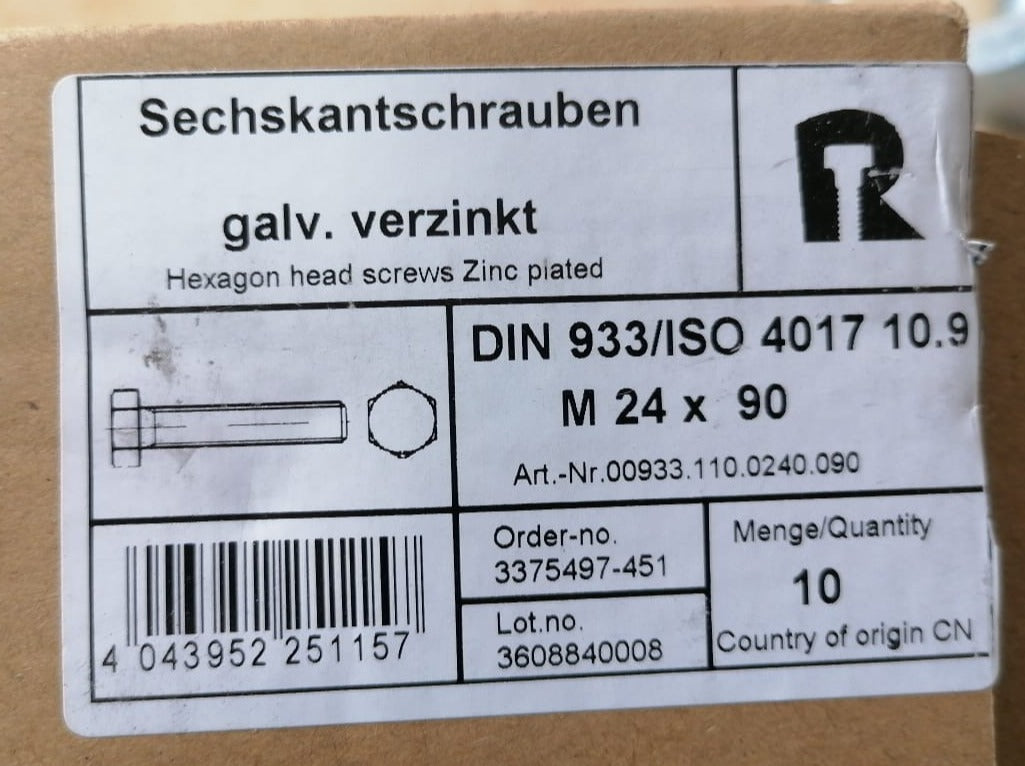 Sechskantschrauben
galv. verzinkt
Hexagon head screws Zinc plated
R
DIN 933/ISO 4017 10.9
M 24 x 90
Art.-Nr.00933.110.0240.090
Order-no.
3375497-451
Menge/Quantity
10
Lot.no.
3608840008
Country of origin CN
4 043952 251157